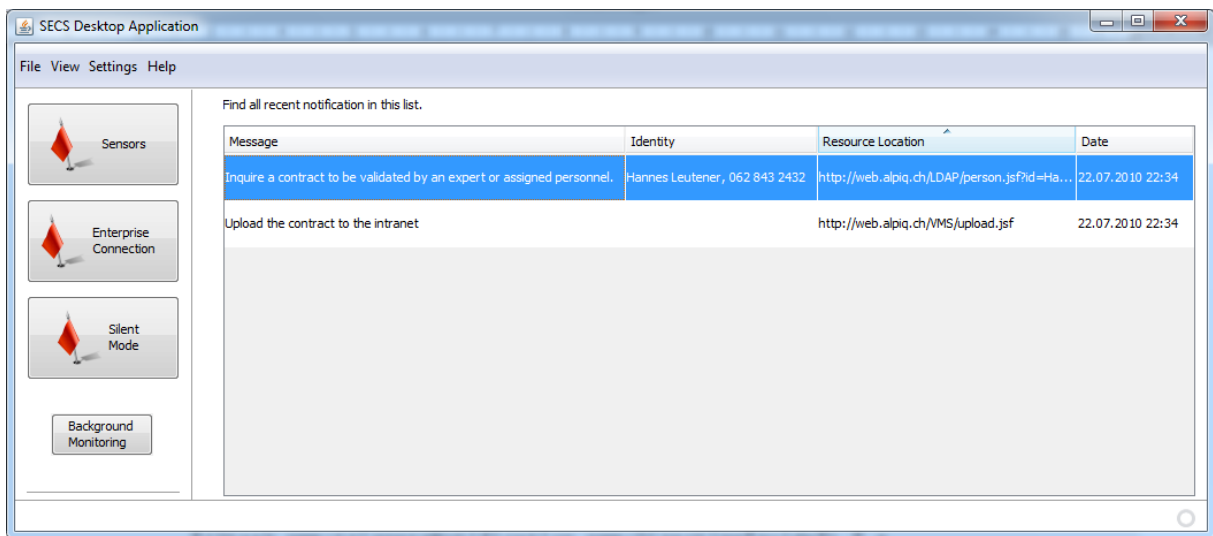 SECS Desktop Application
File View Settings Help
Sensors
Enterprise
Connection
Silent
Mode
Background
Monitoring
Find all recent notification in this list.
Message Identity Resource Location Date
Inquire a contract to be validated by an expert or assigned personnel. Hannes Leutener, 062 843 2432 http://web.alpiq.ch/LDAP/person.jsf?id=Ha... 22.07.2010 22:34
Upload the contract to the intranet http://web.alpiq.ch/VMS/upload.jsf 22.07.2010 22:34